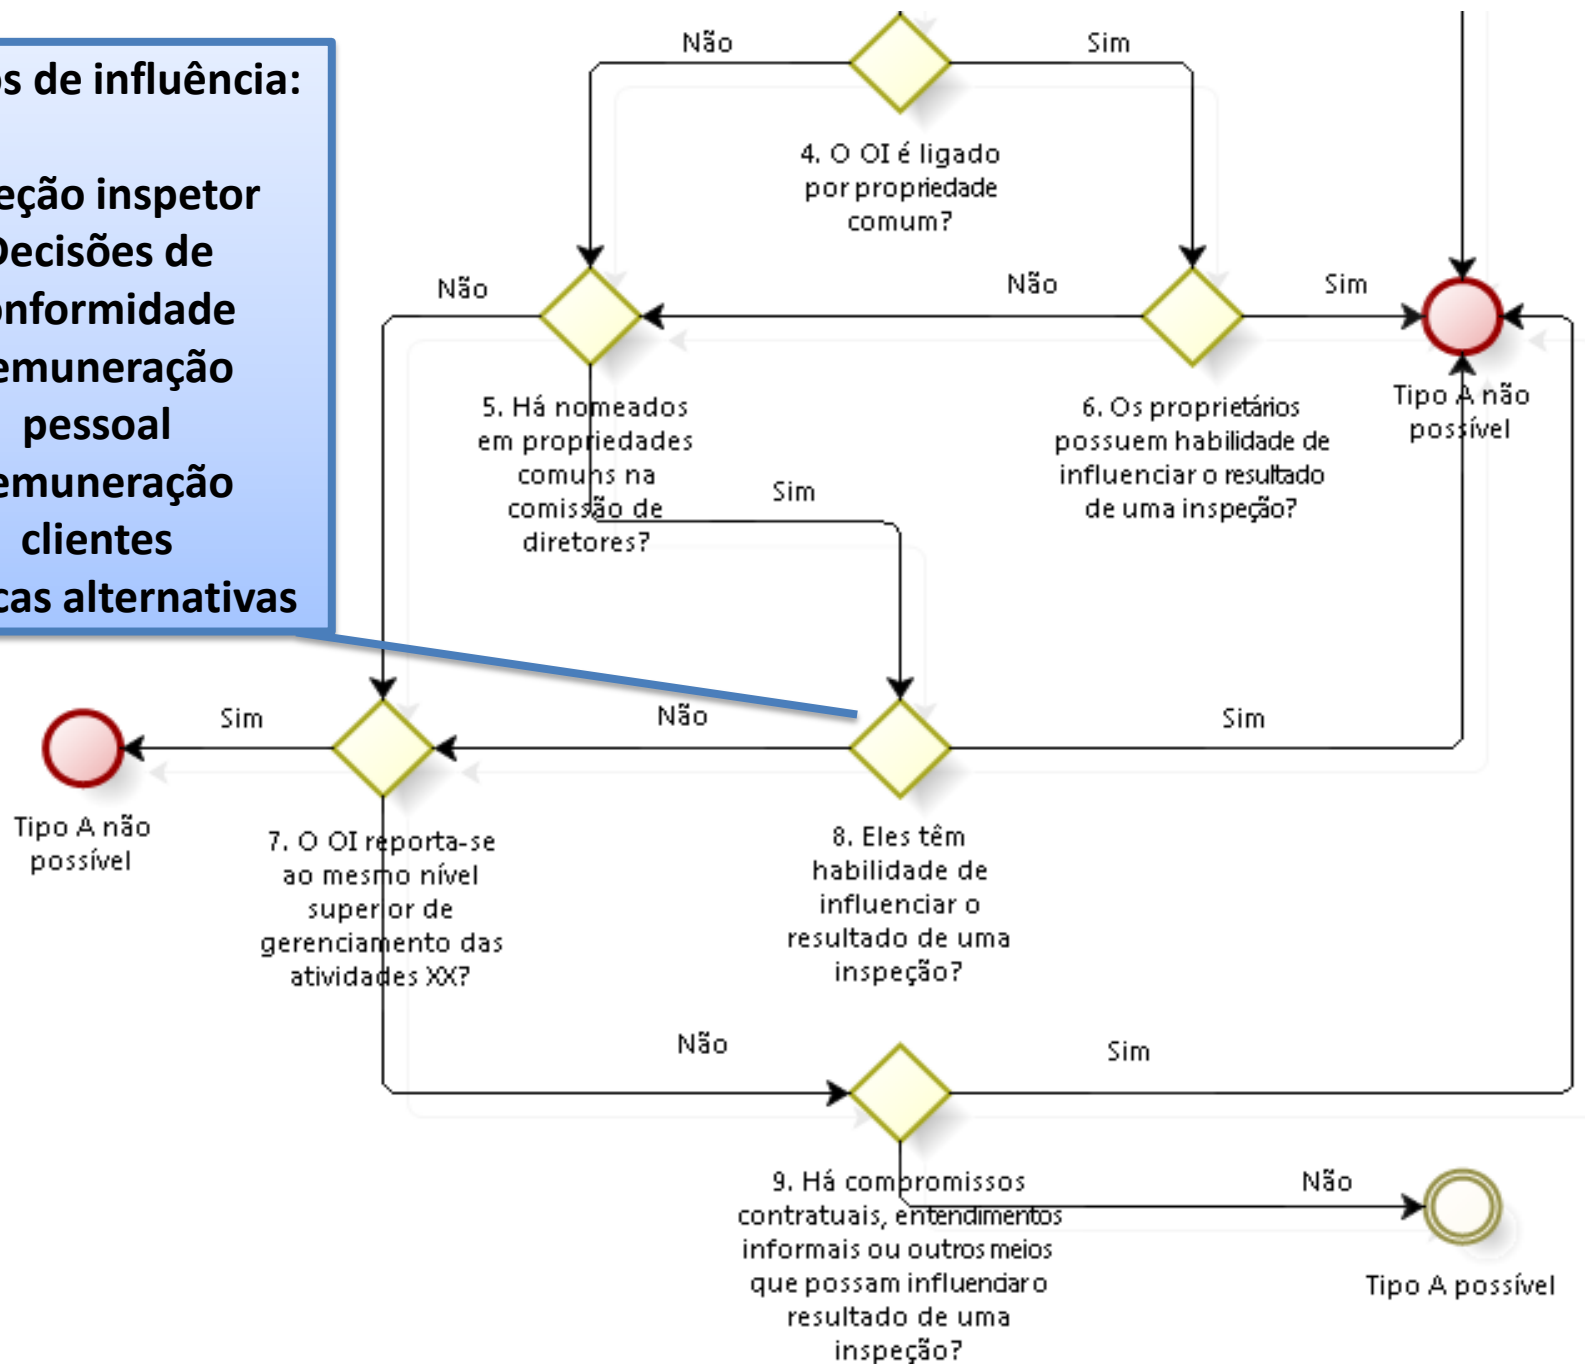 os de influência:
eção inspetor
Decisões de
onformidade
emuneração
pessoal
emuneração
clientes
cas alternativas
Não
Sim
4. O OI é ligado
por propriedade
comum?
Não
Não
Sim
5. Há nomeados
em propriedades
comuns na
comissão de
diretores?
Sim
6. Os proprietários
possuem habilidade de
influenciar o resultado
de uma inspeção?
Tipo A não
possível
Sim
Não
Sim
Tipo A não
possível
7. O OI reporta-se
ao mesmo nível
superior de
gerenciamento das
atividades XX?
8. Eles têm
habilidade de
influenciar o
resultado de uma
inspeção?
Não
Sim
9. Há compromissos
contratuais, entendimentos
informais ou outros meios
que possam influenciar o
resultado de uma
inspeção?
Não
Tipo A possível